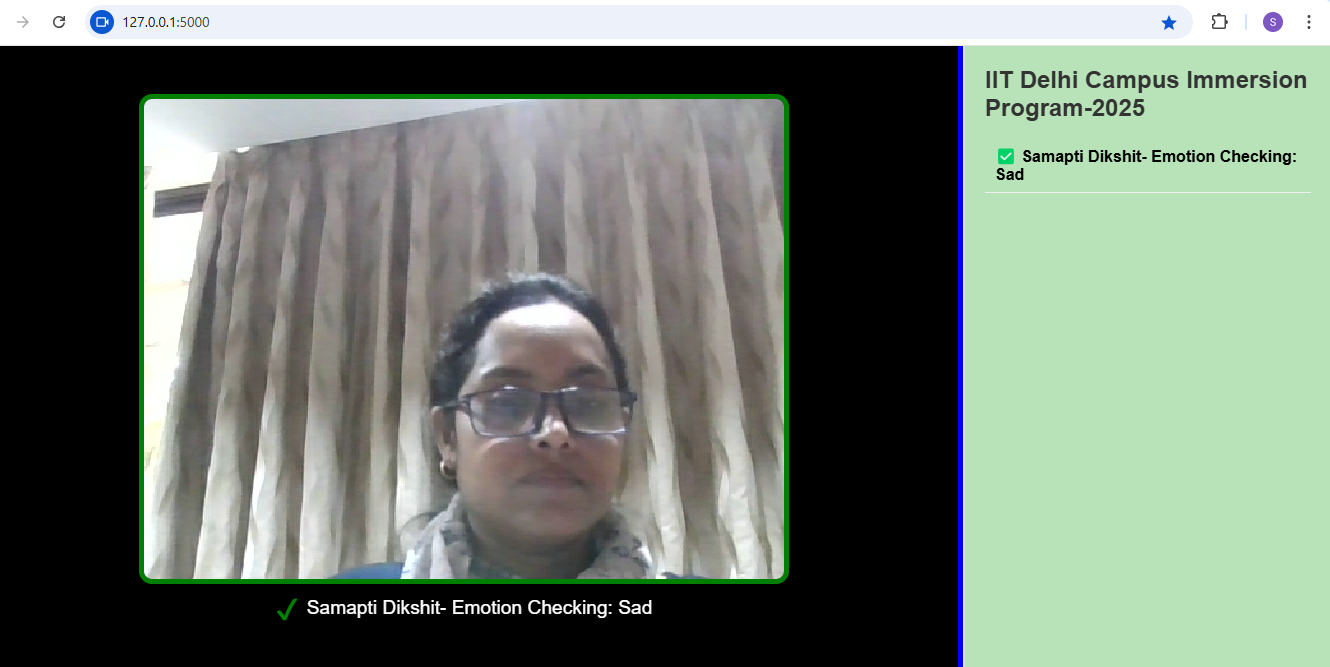 127.0.0.1:5000
S
IIT Delhi Campus Immersion
Program-2025
✅ Samapti Dikshit- Emotion Checking:
Sad
✓ Samapti Dikshit- Emotion Checking: Sad